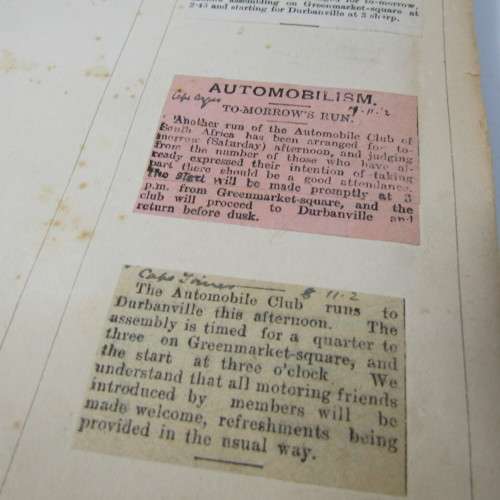 assembling on Greenmarket-square at
2.45 and starting for Durbanville at 3 sharp.
AUTOMOBILISM.
Cape Argus
11.2
TO-MORROW'S RUN.
Another run of the Automobile Club of
South Africa has been arranged for to-
morrow (Saturday) afternoon, and judging
from the number of those who have al-
ready expressed their intention of taking
part there should be a good attendance.
The start will be made promptly at 3
p.m. from Greenmarket-square, and the
club will proceed to Durbanville and
return before dusk.
Cape Times 8 11.2
The Automobile Club runs to
Durbanville this afternoon. The
assembly is timed for a quarter to
three on Greenmarket-square, and
the start at three o'clock. We
understand that all motoring friends
introduced by members will be
made welcome, refreshments being
provided in the usual way.